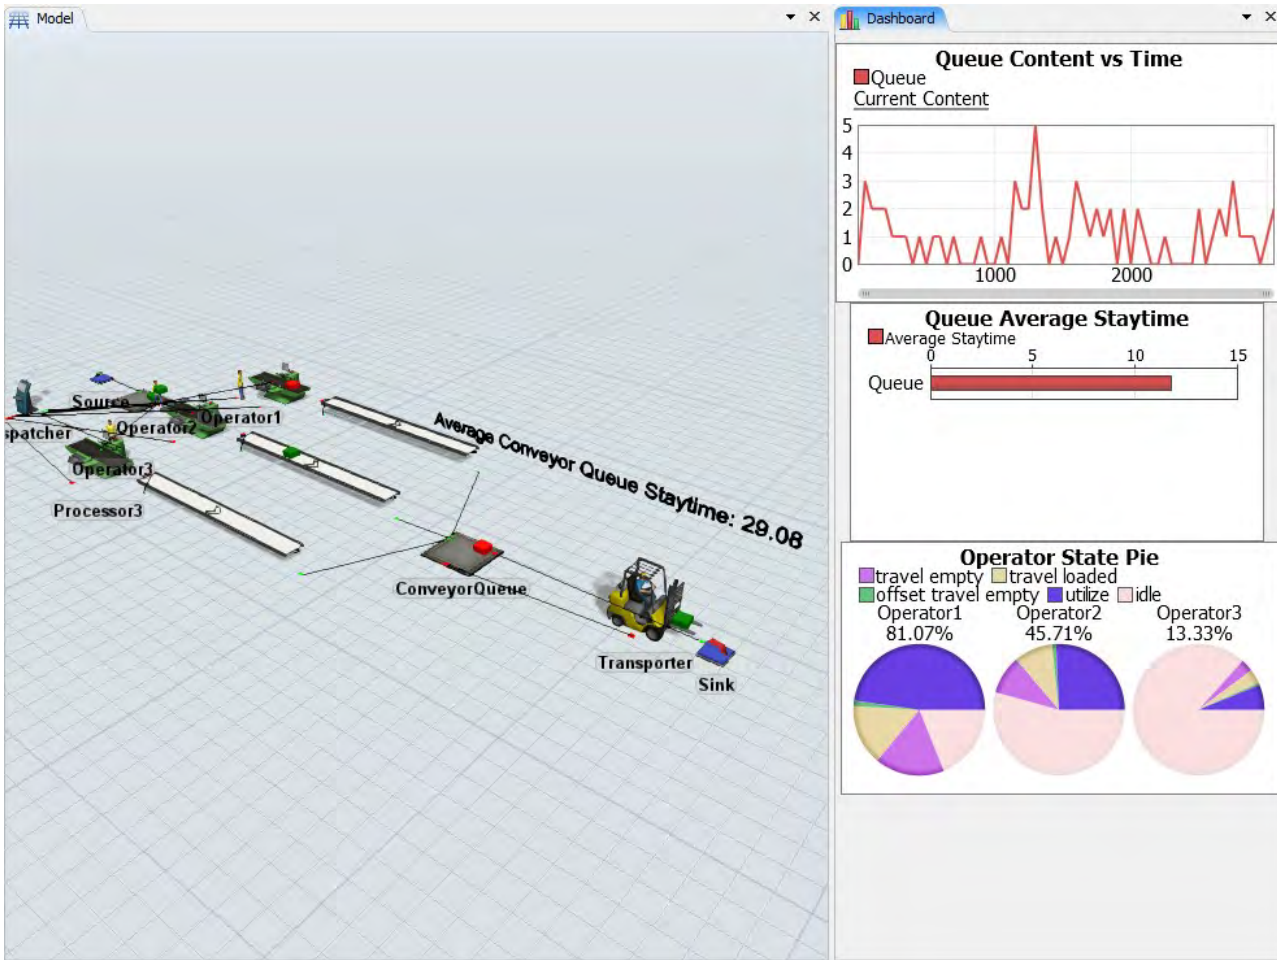 Model
Source
Operator1
Operator2
spatcher
Operator3
Processor3
Average Conveyor Queue Staytime: 29.08
ConveyorQueue
Transporter
Sink
Dashboard
Queue Content vs Time
Queue
Current Content
5
4
3
2
1
0
1000 2000
Queue Average Staytime
Average Staytime
0 5 10 15
Queue
Operator State Pie
travel empty travel loaded
offset travel empty utilize idle
Operator1 Operator2 Operator3
81.07% 45.71% 13.33%